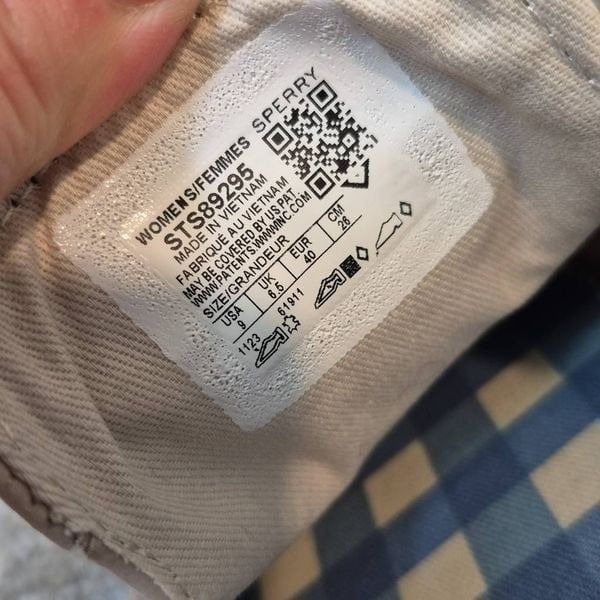 WOMENS/FEMMES SPERRY
STS89295
MADE IN VIETNAM
FABRIQUE AU VIETNAM
MAY BE COVERED BY US PAT
WWW.PATENTS.WWWINC.COM
SIZE/GRANDEUR
USA UK EUR CM
9 6.5 40 26
1123 61911